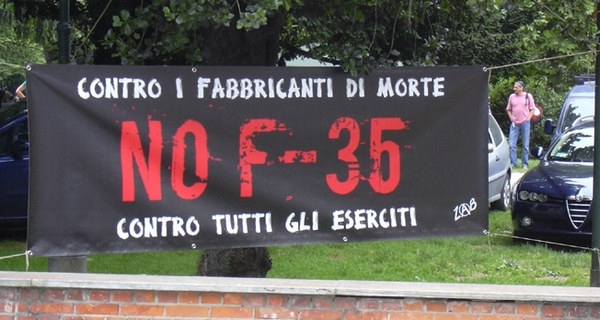 CONTRO I FABBRICANTI DI MORTE
NO F-35
CONTRO TUTTI GLI ESERCITI